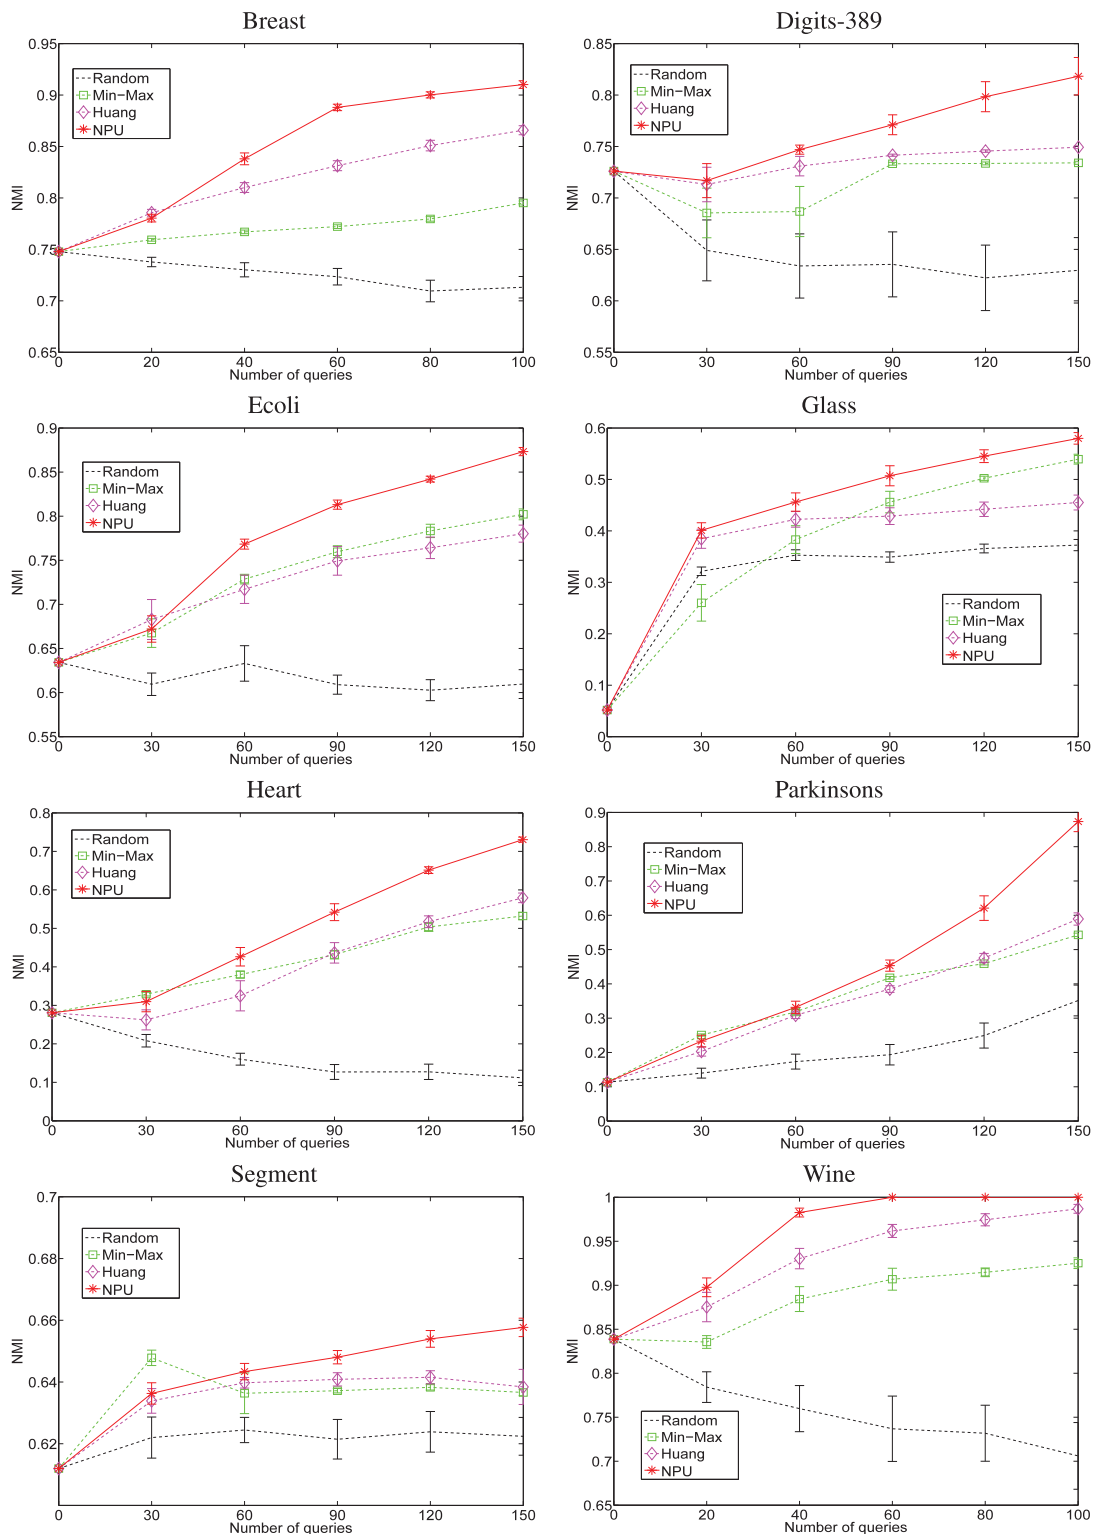 Breast
0.95
0.9
0.85
0.8
0.75
0.7
0.65
NMI
Random
Min-Max
Huang
NPU
0 20 40 60 80 100
Number of queries
Digits-389
0.85
0.8
0.75
0.7
0.65
0.6
0.55
NMI
Random
Min-Max
Huang
NPU
0 30 60 90 120 150
Number of queries
Ecoli
0.9
0.85
0.8
0.75
0.7
0.65
0.6
0.55
NMI
Random
Min-Max
Huang
NPU
0 30 60 90 120 150
Number of queries
Glass
0.6
0.5
0.4
0.3
0.2
0.1
0
NMI
Random
Min-Max
Huang
NPU
0 30 60 90 120 150
Number of queries
Heart
0.8
0.7
0.6
0.5
0.4
0.3
0.2
0.1
0
NMI
Random
Min-Max
Huang
NPU
0 30 60 90 120 150
Number of queries
Parkinsons
0.9
0.8
0.7
0.6
0.5
0.4
0.3
0.2
0.1
0
NMI
Random
Min-Max
Huang
NPU
0 30 60 90 120 150
Number of queries
Segment
0.7
0.68
0.66
0.64
0.62
NMI
Random
Min-Max
Huang
NPU
0 30 60 90 120 150
Number of queries
Wine
1
0.95
0.9
0.85
0.8
0.75
0.7
0.65
NMI
Random
Min-Max
Huang
NPU
0 20 40 60 80 100
Number of queries